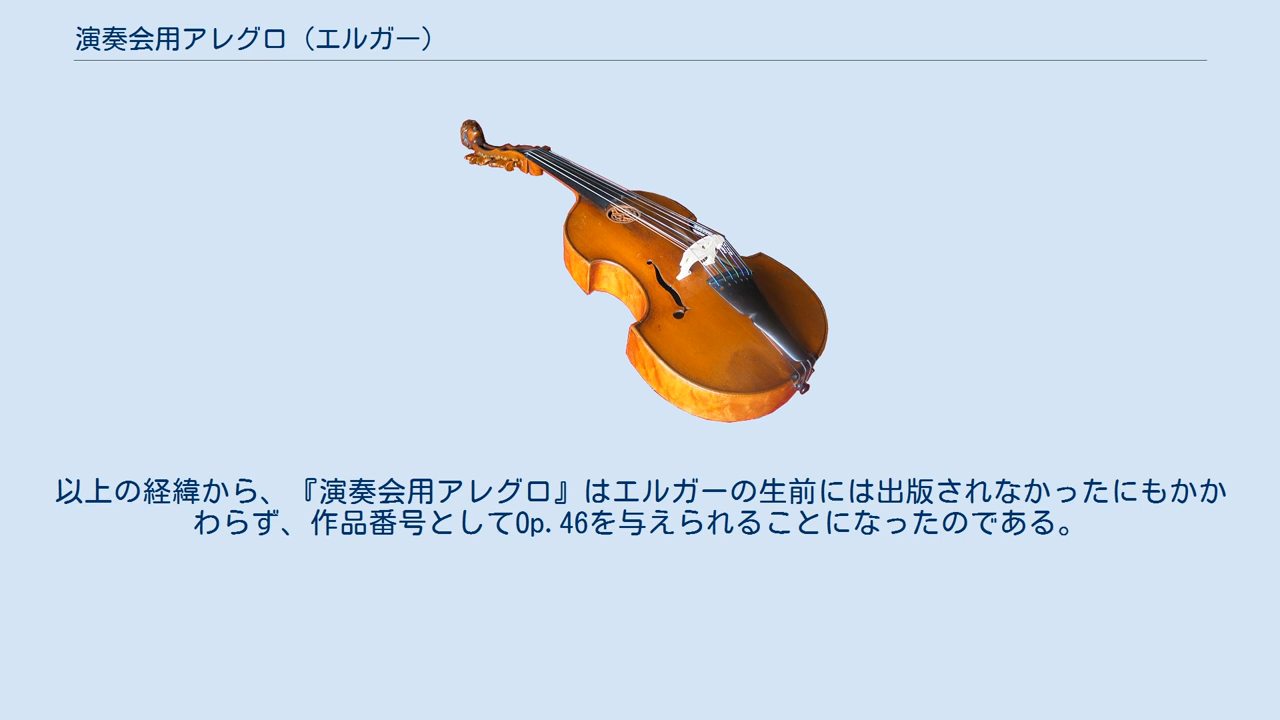 演奏会用アレグロ（エルガー）
以上の経緯から、『演奏会用アレグロ』はエルガーの生前には出版されなかったにもかか
わらず、作品番号としてOp.46を与えられることになったのである。